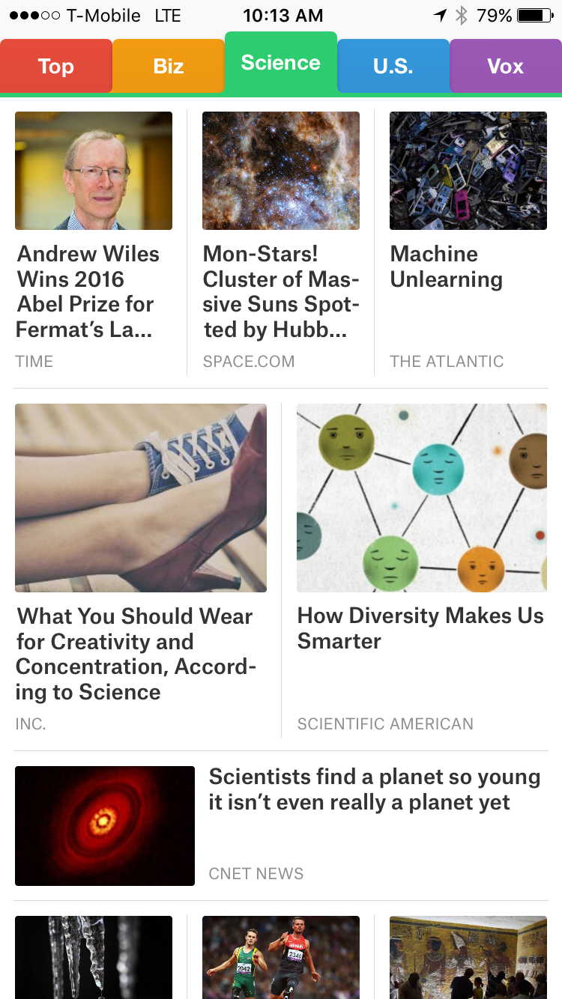 T-Mobile LTE 10:13 AM 79%
Top Biz Science U.S. Vox
Andrew Wiles
Wins 2016
Abel Prize for
Fermat’s La...
TIME
Mon-Stars!
Cluster of Mas-
sive Suns Spot-
ted by Hubb...
SPACE.COM
Machine
Unlearning
THE ATLANTIC
What You Should Wear
for Creativity and
Concentration, Accord-
ing to Science
INC.
How Diversity Makes Us
Smarter
SCIENTIFIC AMERICAN
Scientists find a planet so young
it isn’t even really a planet yet
CNET NEWS
2042
GERMANY
2340